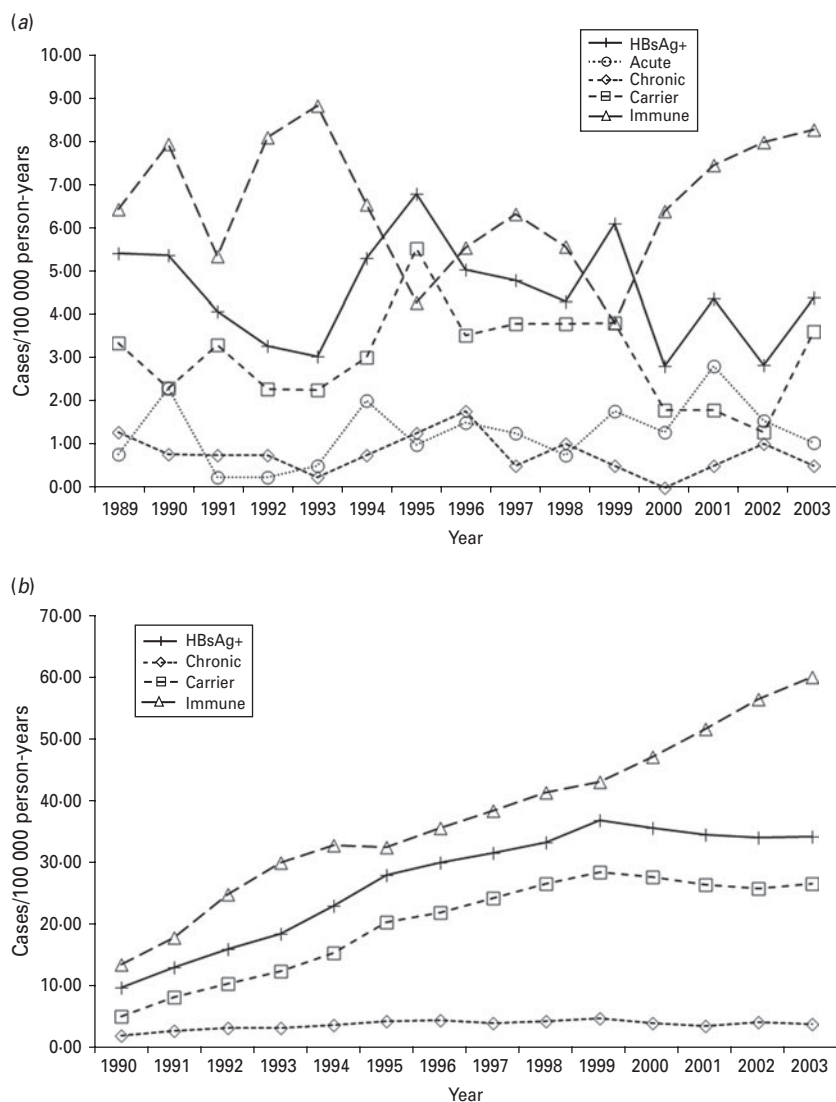 (a)
10·00
9·00
8·00
7·00
6·00
5·00
4·00
3·00
2·00
1·00
0·00
Cases/100 000 person-years
HBsAg+
Acute
Chronic
Carrier
Immune
1989 1990 1991 1992 1993 1994 1995 1996 1997 1998 1999 2000 2001 2002 2003
Year
(b)
70·00
60·00
50·00
40·00
30·00
20·00
10·00
0·00
Cases/100 000 person-years
HBsAg+
Chronic
Carrier
Immune
1990 1991 1992 1993 1994 1995 1996 1997 1998 1999 2000 2001 2002 2003
Year